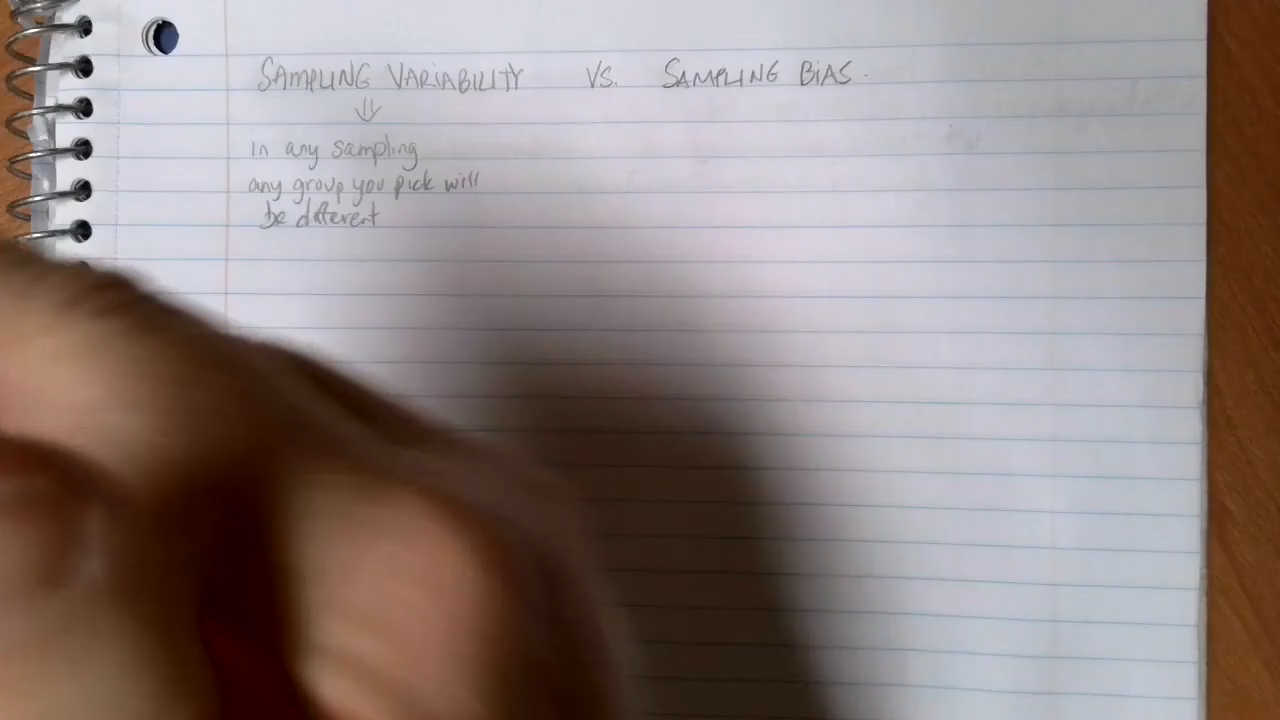 SAMPLING VARIABILITY VS. SAMPLING BIAS.
in any sampling
any group you pick will
be different